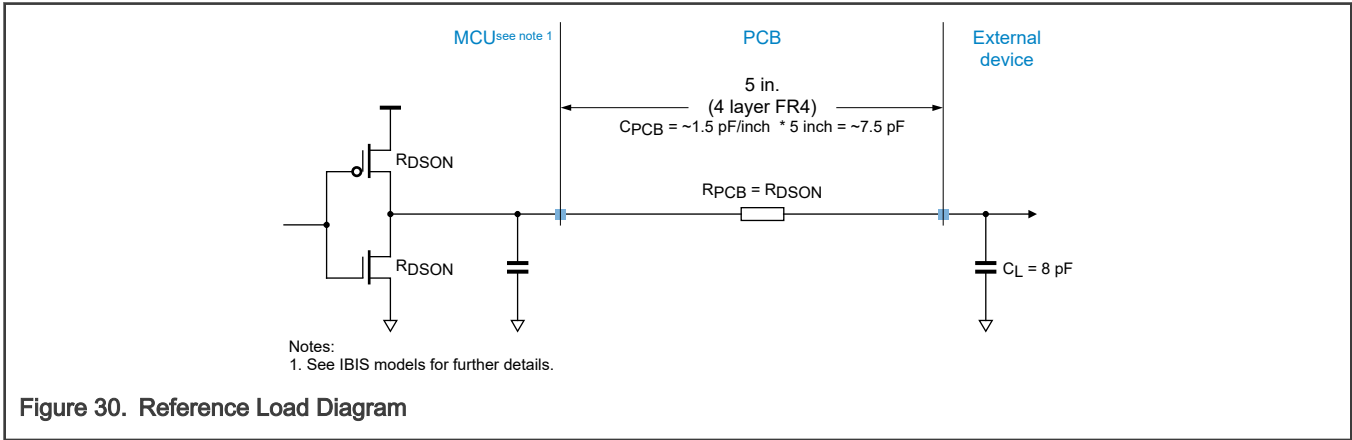 MCU see note 1
PCB
External
device
5 in.
(4 layer FR4)
CPCB = ~1.5 pF/inch * 5 inch = ~7.5 pF
RDSON
RPCB = RDSON
RDSON
CL = 8 pF
Notes:
1. See IBIS models for further details.
Figure 30. Reference Load Diagram